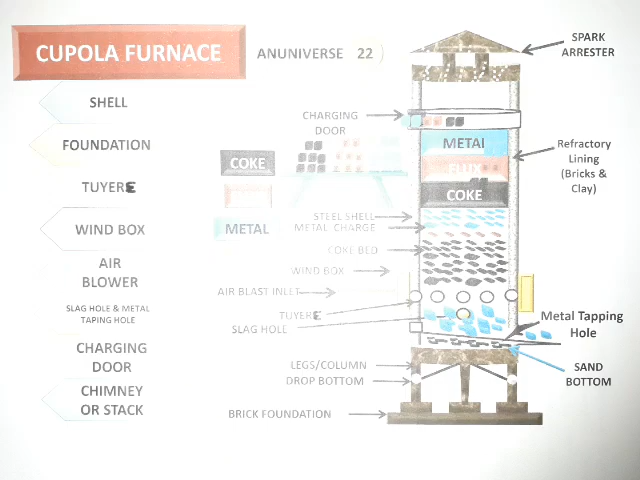 CUPOLA FURNACE
ANUNIVERSE 22
SHELL
FOUNDATION
TUYERE
WIND BOX
AIR
BLOWER
SLAG HOLE & METAL
TAPPING HOLE
CHARGING
DOOR
CHIMNEY
OR STACK
COKE
METAL
SPARK
ARRESTER
CHARGING
DOOR
METAL
FLUX
COKE
Refractory
Lining
(Bricks &
Clay)
STEEL SHELL
METAL CHARGE
COKE BED
WIND BOX
AIR BLAST INLET
TUYERE
SLAG HOLE
Metal Tapping
Hole
LEGS/COLUMN
DROP BOTTOM
SAND
BOTTOM
BRICK FOUNDATION